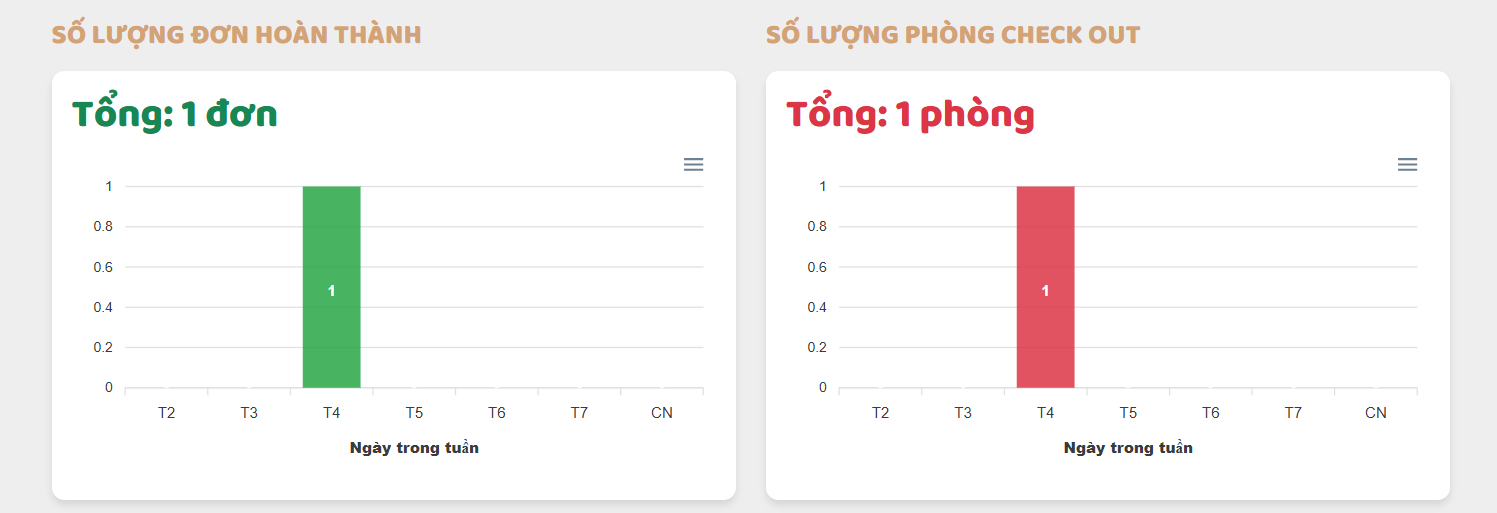 SỐ LƯỢNG ĐƠN HOÀN THÀNH
Tổng: 1 đơn
1
0.8
0.6
0.4
0.2
0
1
T2 T3 T4 T5 T6 T7 CN
Ngày trong tuần
SỐ LƯỢNG PHÒNG CHECK OUT
Tổng: 1 phòng
1
0.8
0.6
0.4
0.2
0
1
T2 T3 T4 T5 T6 T7 CN
Ngày trong tuần